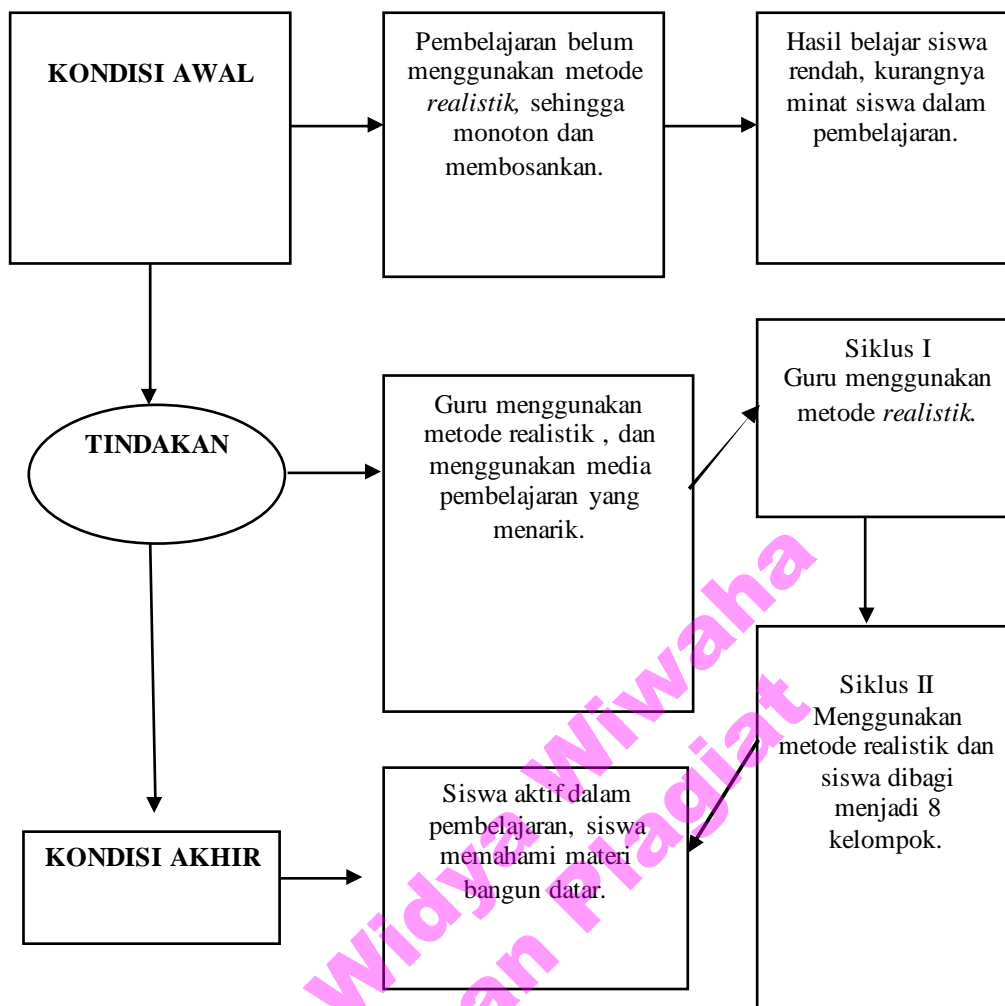 KONDISI AWAL
Pembelajaran belum
menggunakan metode
realistik, sehingga
monoton dan
membosankan.
Hasil belajar siswa
rendah, kurangnya
minat siswa dalam
pembelajaran.
TINDAKAN
Guru menggunakan
metode realistik , dan
menggunakan media
pembelajaran yang
menarik.
Siklus I
Guru menggunakan
metode realistik.
Siklus II
Menggunakan
metode realistik dan
siswa dibagi
menjadi 8
kelompok.
KONDISI AKHIR
Siswa aktif dalam
pembelajaran, siswa
memahami materi
bangun datar.
Widya Wiwaha
Plagiat